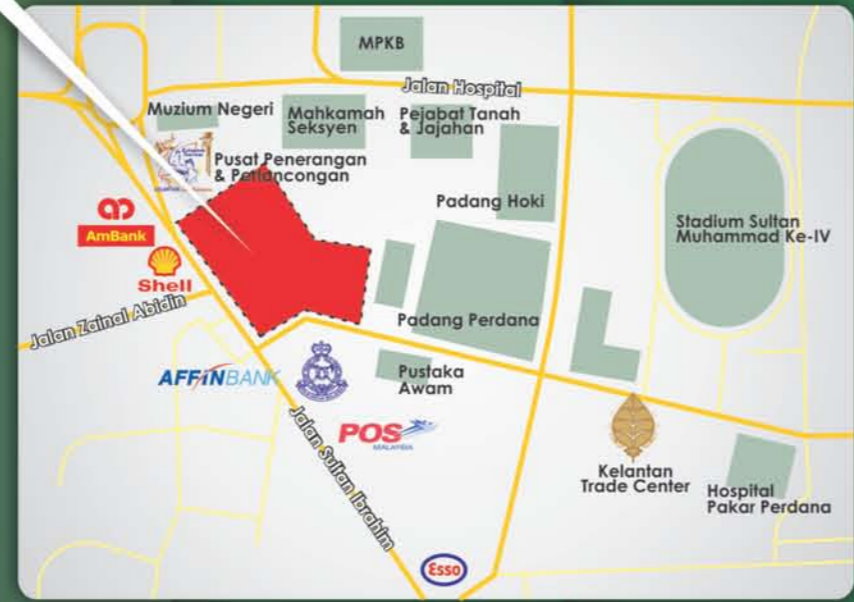 MPKB
Jalan Hospital
Muzium Negeri
Mahkamah
Seksyen
Pejabat Tanah
& Jajahan
Pusat Penerangan
& Perlancongan
Padang Hoki
AmBank
Stadium Sultan
Muhammad Ke-IV
Shell
Jalan Zainal Abidin
Padang Perdana
AFFINBANK
Pustaka
Awam
Jalan Sultan Ibrahim
POS
MALAYSIA
Kelantan
Trade Center
Hospital
Pakar Perdana
Esso